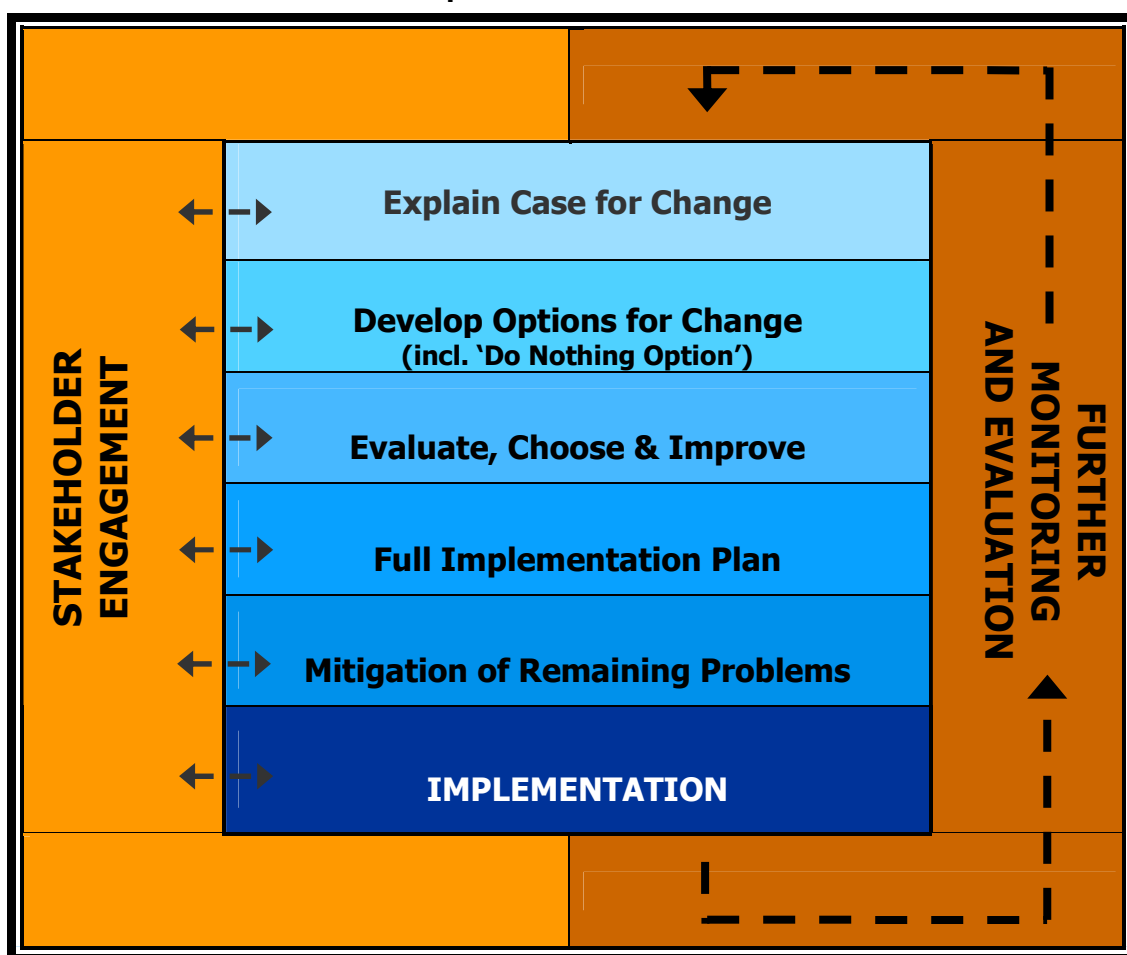 Explain Case for Change
Develop Options for Change
(incl. ‘Do Nothing Option’)
Evaluate, Choose & Improve
Full Implementation Plan
Mitigation of Remaining Problems
IMPLEMENTATION
STAKEHOLDER
ENGAGEMENT
FURTHER
MONITORING
AND EVALUATION